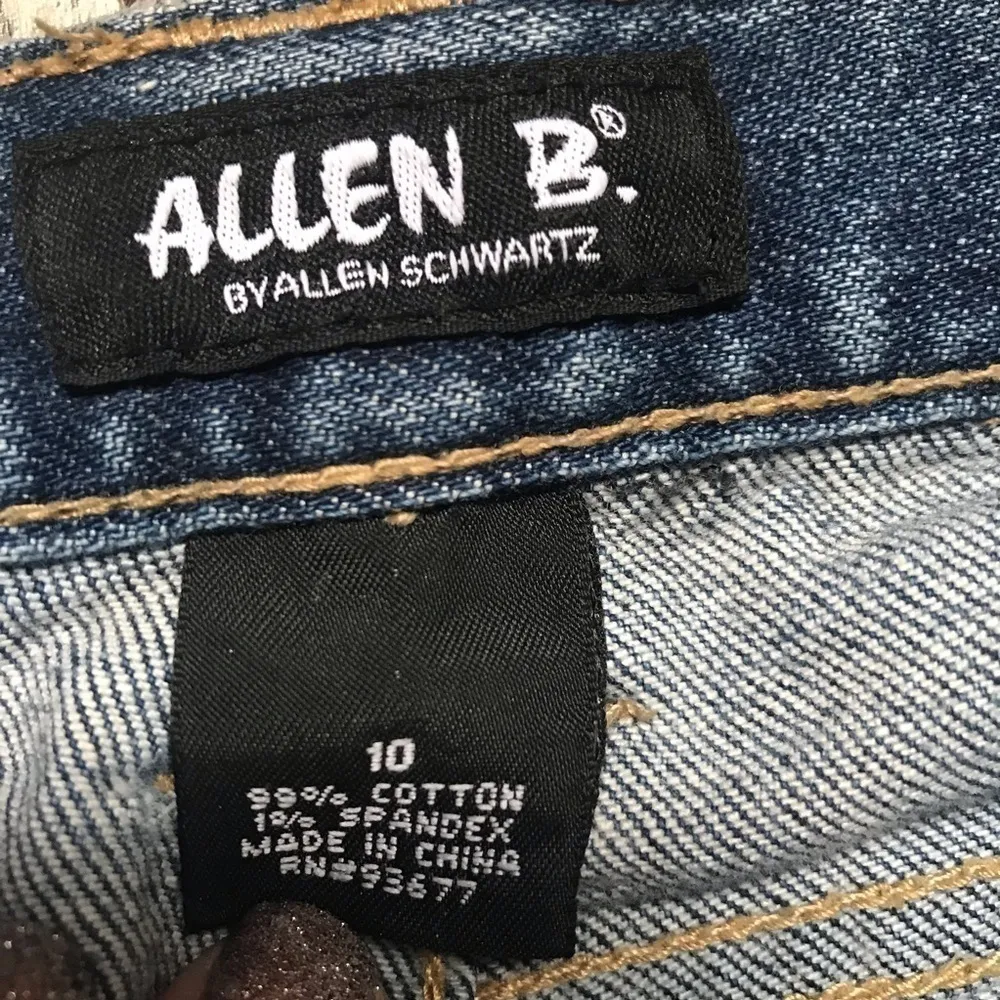 ALLEN B.®
BY ALLEN SCHWARTZ
10
99% COTTON
1% SPANDEX
MADE IN CHINA
RN#93677